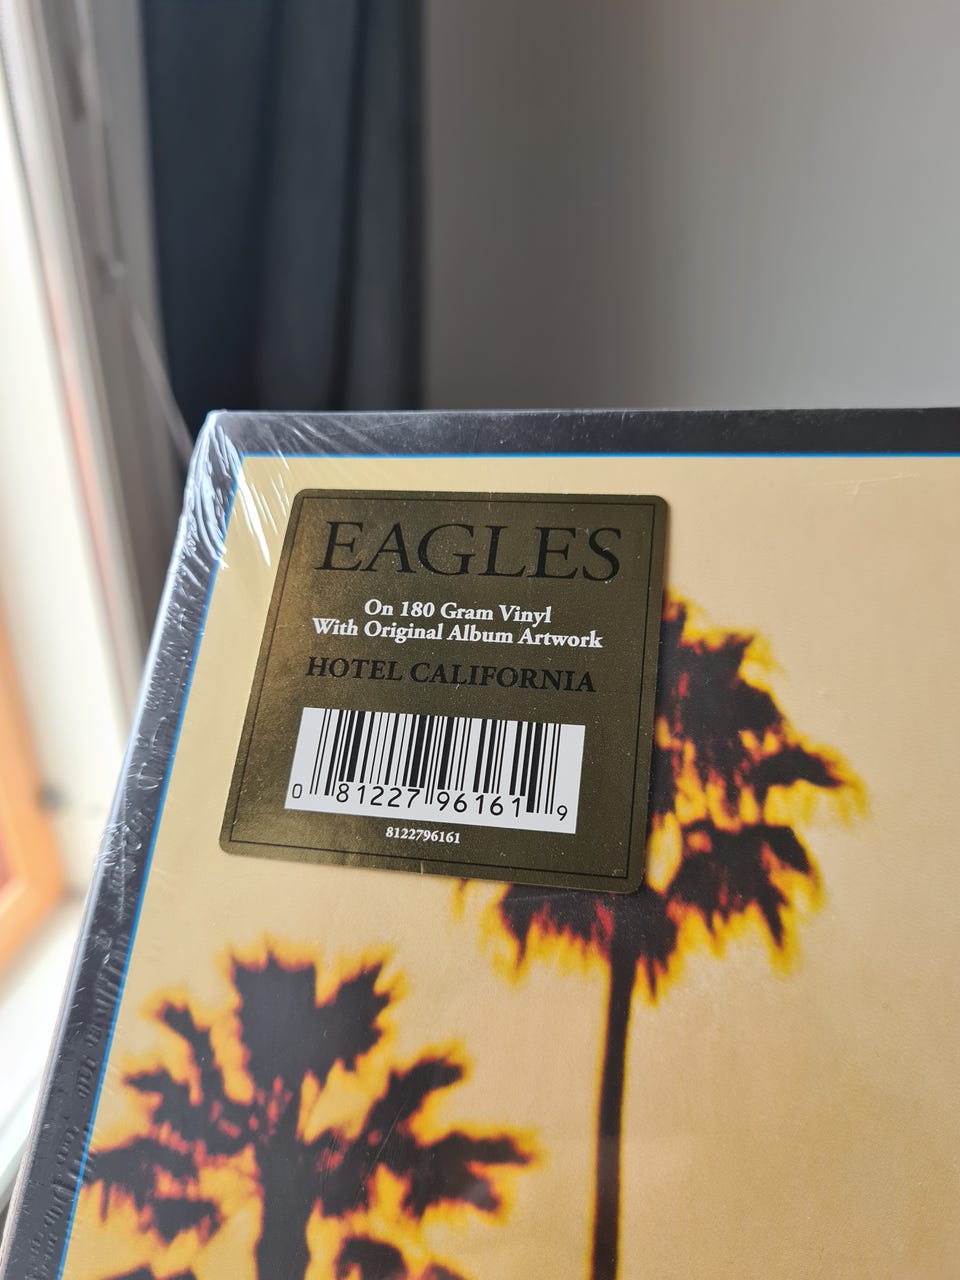 EAGLES
On 180 Gram Vinyl
With Original Album Artwork
HOTEL CALIFORNIA
0 81227 96161 9
8122796161